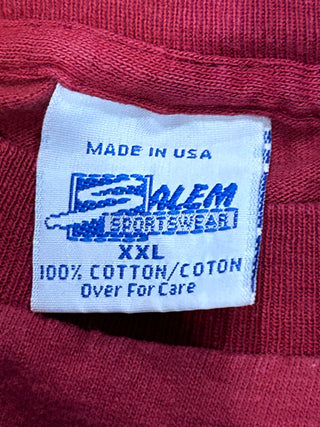 MADE IN USA
SALEM
SPORTSWEAR
XXL
100% COTTON/COTON
Over For Care